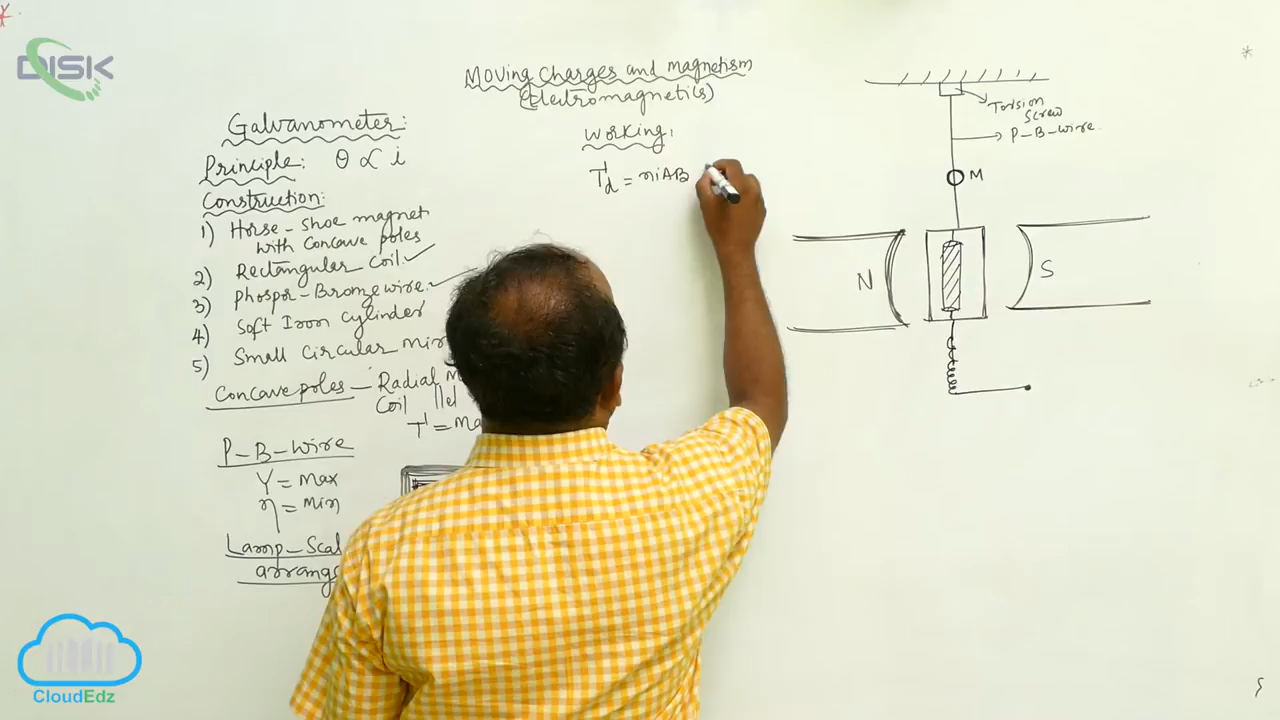 DISK
Moving Charges and magnetism
(Electromagnetics)
Galvanometer:
Principle: θ ∝ i
Construction:
1) Horse-Shoe magnet
with Concave poles
2) Rectangular Coil ✓
3) Phospor-Bronze wire.
4) Soft Iron Cylinder
5) Small Circular
Concave poles - Radial
Coil ||el
τ =
P-B-Wire
Y = Max
η = Min
Lamp-
Working:
τd = niAB
Torsion
Screw
P-B-wire.
M
N
S
CloudEdz